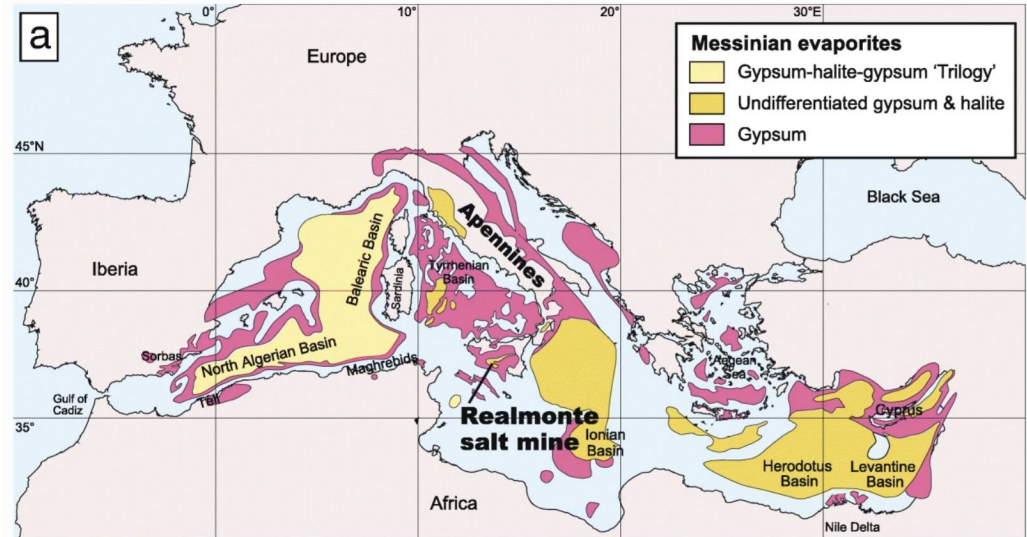 a
0°
10°
20°
30°E
Messinian evaporites
Gypsum-halite-gypsum ‘Trilogy’
Undifferentiated gypsum & halite
Gypsum
Europe
45°N
Black Sea
Iberia
Apennines
Balearic Basin
Sardinia
Tyrrhenian
Basin
40°
Sorbas
North Algerian Basin
Maghrebids
Aegean
Sea
Gulf of
Cadiz
Tell
Cyprus
35°
Realmonte
salt mine
Ionian
Basin
Herodotus
Basin
Levantine
Basin
Africa
Nile Delta